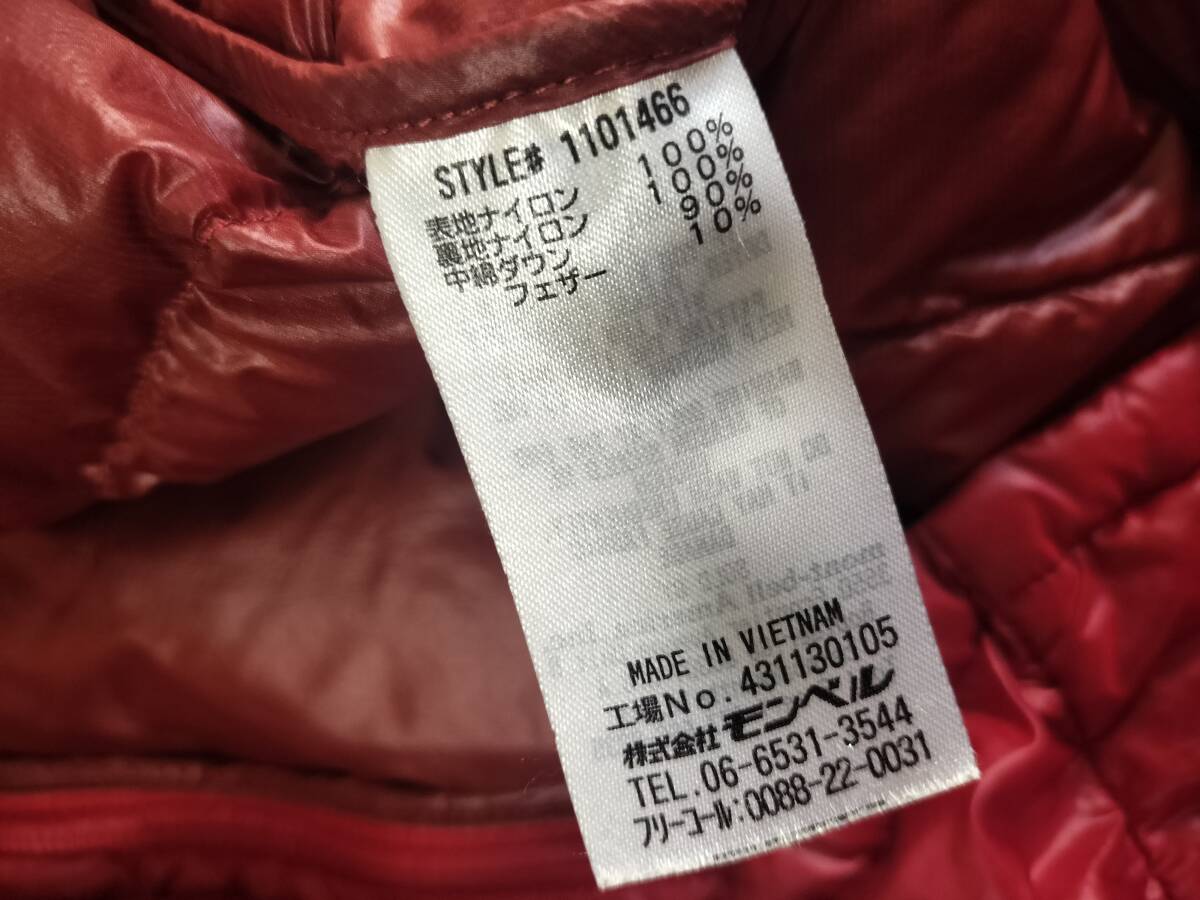 STYLE# 1101466
表地ナイロン 100%
裏地ナイロン 100%
中綿ダウン 90%
フェザー 10%
MADE IN VIETNAM
工場No.431130105
株式会社 モンベル
TEL.06-6531-3544
フリーコール:0088-22-0031